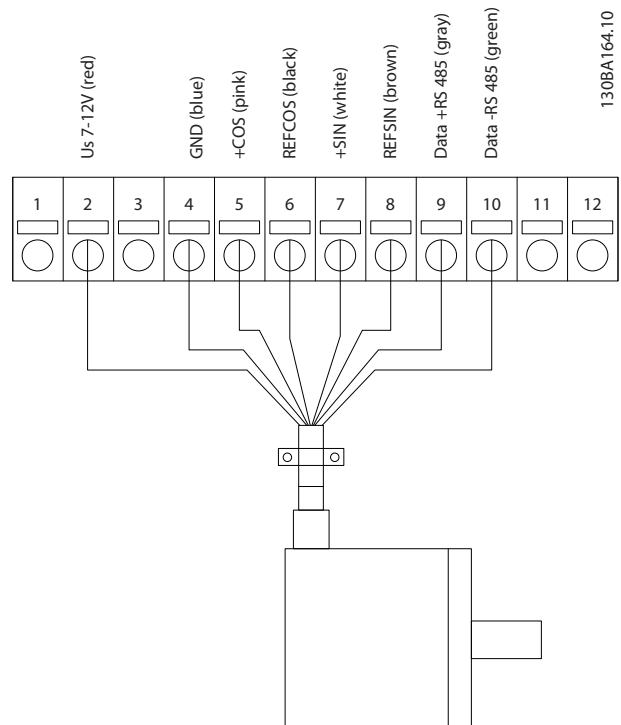 Us 7-12V (red)
GND (blue)
+COS (pink)
REFCOS (black)
+SIN (white)
REFSIN (brown)
Data +RS 485 (gray)
Data -RS 485 (green)
130BA164.10
1 2 3 4 5 6 7 8 9 10 11 12